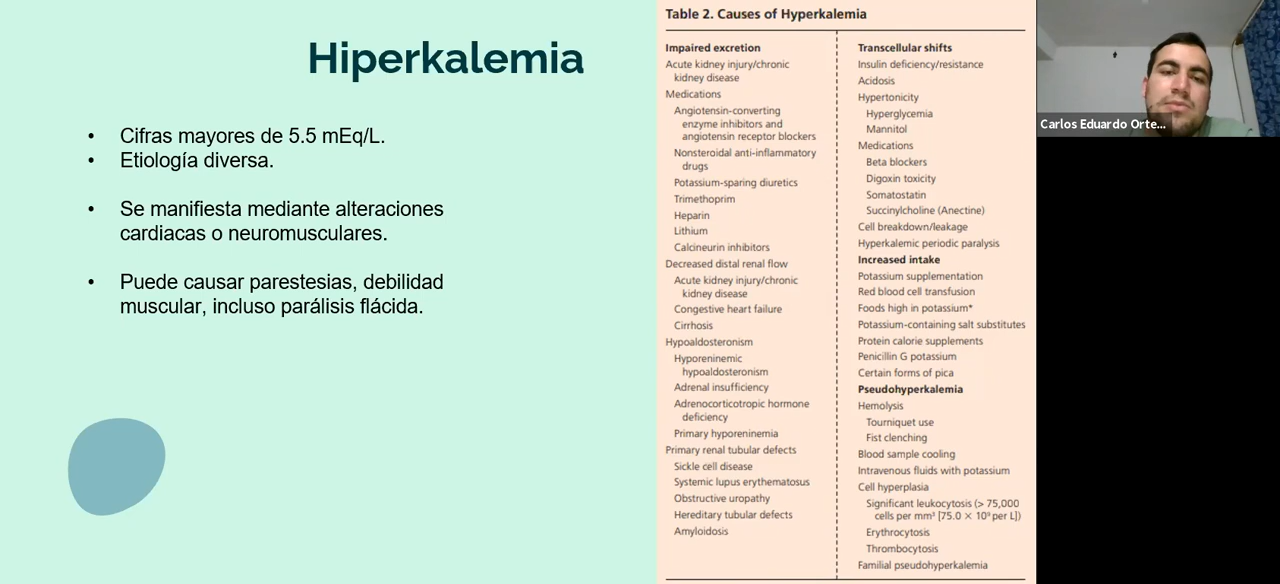 Hiperkalemia
• Cifras mayores de 5.5 mEq/L.
• Etiología diversa.
• Se manifiesta mediante alteraciones
cardiacas o neuromusculares.
• Puede causar parestesias, debilidad
muscular, incluso parálisis flácida.
Table 2. Causes of Hyperkalemia
Impaired excretion
Acute kidney injury/chronic
kidney disease
Medications
Angiotensin-converting
enzyme inhibitors and
angiotensin receptor blockers
Nonsteroidal anti-inflammatory
drugs
Potassium-sparing diuretics
Trimethoprim
Heparin
Lithium
Calcineurin inhibitors
Decreased distal renal flow
Acute kidney injury/chronic
kidney disease
Congestive heart failure
Cirrhosis
Hypoaldosteronism
Hyporeninemic
hypoaldosteronism
Adrenal insufficiency
Adrenocorticotropic hormone
deficiency
Primary hyporeninemia
Primary renal tubular defects
Sickle cell disease
Systemic lupus erythematosus
Obstructive uropathy
Hereditary tubular defects
Amyloidosis
Transcellular shifts
Insulin deficiency/resistance
Acidosis
Hypertonicity
Hyperglycemia
Mannitol
Medications
Beta blockers
Digoxin toxicity
Somatostatin
Succinylcholine (Anectine)
Cell breakdown/leakage
Hyperkalemic periodic paralysis
Increased intake
Potassium supplementation
Red blood cell transfusion
Foods high in potassium*
Potassium-containing salt substitutes
Protein calorie supplements
Penicillin G potassium
Certain forms of pica
Pseudohyperkalemia
Hemolysis
Tourniquet use
Fist clenching
Blood sample cooling
Intravenous fluids with potassium
Cell hyperplasia
Significant leukocytosis (> 75,000
cells per mm³ [75.0 × 10⁹ per L])
Erythrocytosis
Thrombocytosis
Familial pseudohyperkalemia
Carlos Eduardo Orte...